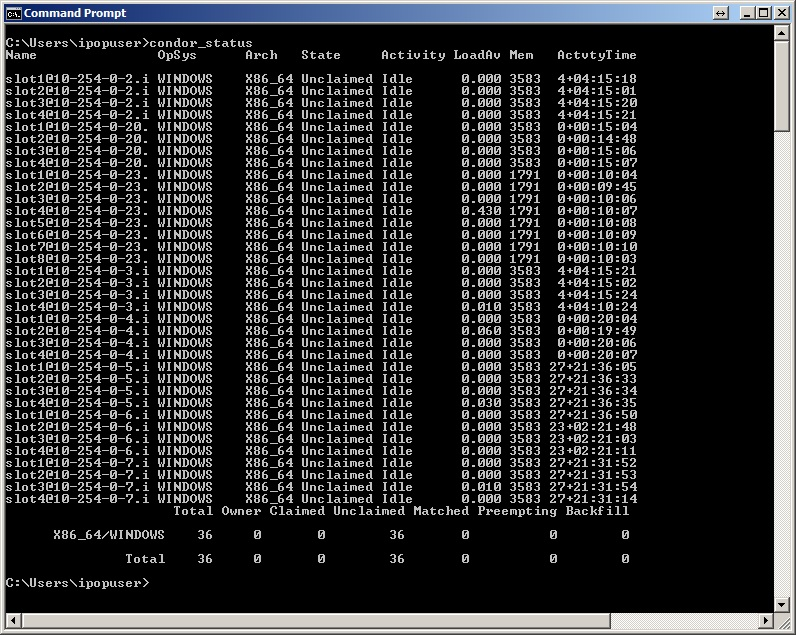 Command Prompt
C:\Users\ipopuser>condor_status
Name OpSys Arch State Activity LoadAv Mem ActvtyTime
slot1@10-254-0-2.i WINDOWS X86_64 Unclaimed Idle 0.000 3583 4+04:15:18
slot2@10-254-0-2.i WINDOWS X86_64 Unclaimed Idle 0.000 3583 4+04:15:01
slot3@10-254-0-2.i WINDOWS X86_64 Unclaimed Idle 0.000 3583 4+04:15:20
slot4@10-254-0-2.i WINDOWS X86_64 Unclaimed Idle 0.000 3583 4+04:15:21
slot1@10-254-0-20. WINDOWS X86_64 Unclaimed Idle 0.000 3583 0+00:15:04
slot2@10-254-0-20. WINDOWS X86_64 Unclaimed Idle 0.000 3583 0+00:14:48
slot3@10-254-0-20. WINDOWS X86_64 Unclaimed Idle 0.000 3583 0+00:15:06
slot4@10-254-0-20. WINDOWS X86_64 Unclaimed Idle 0.000 3583 0+00:15:07
slot1@10-254-0-23. WINDOWS X86_64 Unclaimed Idle 0.000 1791 0+00:10:04
slot2@10-254-0-23. WINDOWS X86_64 Unclaimed Idle 0.000 1791 0+00:09:45
slot3@10-254-0-23. WINDOWS X86_64 Unclaimed Idle 0.000 1791 0+00:10:06
slot4@10-254-0-23. WINDOWS X86_64 Unclaimed Idle 0.430 1791 0+00:10:07
slot5@10-254-0-23. WINDOWS X86_64 Unclaimed Idle 0.000 1791 0+00:10:08
slot6@10-254-0-23. WINDOWS X86_64 Unclaimed Idle 0.000 1791 0+00:10:09
slot7@10-254-0-23. WINDOWS X86_64 Unclaimed Idle 0.000 1791 0+00:10:10
slot8@10-254-0-23. WINDOWS X86_64 Unclaimed Idle 0.000 1791 0+00:10:03
slot1@10-254-0-3.i WINDOWS X86_64 Unclaimed Idle 0.000 3583 4+04:15:21
slot2@10-254-0-3.i WINDOWS X86_64 Unclaimed Idle 0.000 3583 4+04:15:02
slot3@10-254-0-3.i WINDOWS X86_64 Unclaimed Idle 0.000 3583 4+04:15:24
slot4@10-254-0-3.i WINDOWS X86_64 Unclaimed Idle 0.010 3583 4+04:10:24
slot1@10-254-0-4.i WINDOWS X86_64 Unclaimed Idle 0.000 3583 0+00:20:04
slot2@10-254-0-4.i WINDOWS X86_64 Unclaimed Idle 0.060 3583 0+00:19:49
slot3@10-254-0-4.i WINDOWS X86_64 Unclaimed Idle 0.000 3583 0+00:20:06
slot4@10-254-0-4.i WINDOWS X86_64 Unclaimed Idle 0.000 3583 0+00:20:07
slot1@10-254-0-5.i WINDOWS X86_64 Unclaimed Idle 0.000 3583 27+21:36:05
slot2@10-254-0-5.i WINDOWS X86_64 Unclaimed Idle 0.000 3583 27+21:36:33
slot3@10-254-0-5.i WINDOWS X86_64 Unclaimed Idle 0.000 3583 27+21:36:34
slot4@10-254-0-5.i WINDOWS X86_64 Unclaimed Idle 0.030 3583 27+21:36:35
slot1@10-254-0-6.i WINDOWS X86_64 Unclaimed Idle 0.000 3583 27+21:36:50
slot2@10-254-0-6.i WINDOWS X86_64 Unclaimed Idle 0.000 3583 23+02:21:48
slot3@10-254-0-6.i WINDOWS X86_64 Unclaimed Idle 0.000 3583 23+02:21:03
slot4@10-254-0-6.i WINDOWS X86_64 Unclaimed Idle 0.000 3583 23+02:21:11
slot1@10-254-0-7.i WINDOWS X86_64 Unclaimed Idle 0.000 3583 27+21:31:52
slot2@10-254-0-7.i WINDOWS X86_64 Unclaimed Idle 0.000 3583 27+21:31:53
slot3@10-254-0-7.i WINDOWS X86_64 Unclaimed Idle 0.010 3583 27+21:31:54
slot4@10-254-0-7.i WINDOWS X86_64 Unclaimed Idle 0.000 3583 27+21:31:14
Total Owner Claimed Unclaimed Matched Preempting Backfill
X86_64/WINDOWS 36 0 0 36 0 0 0
Total 36 0 0 36 0 0 0
C:\Users\ipopuser>